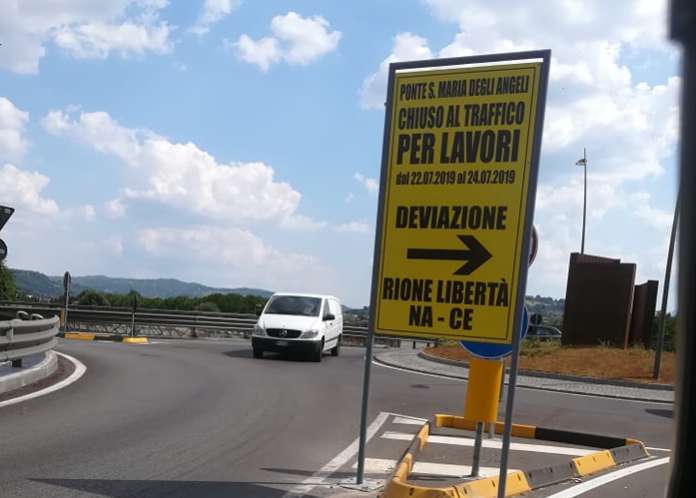 PONTE S. MARIA DEGLI ANGELI
CHIUSO AL TRAFFICO
PER LAVORI
dal 22.07.2019 al 24.07.2019
DEVIAZIONE
RIONE LIBERTÀ
NA - CE